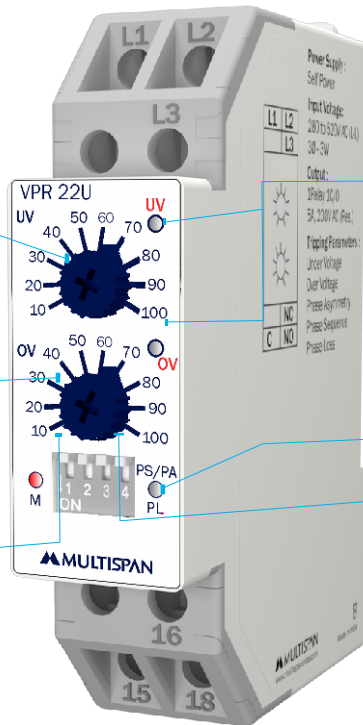 L1 L2
L3
VPR 22U
UV
UV
10 20 30 40 50 60 70 80 90 100
OV
OV
10 20 30 40 50 60 70 80 90 100
M
1 2 3 4
ON
PS/PA
PL
MULTISPAN
16
15 18
Power Supply :
Self Power
Input Voltage:
280 to 520V AC (L-L)
3Ø - 3W
Output :
1Relay 1C/O
5A, 230V AC (Res.)
Tripping Parameters :
Under Voltage
Over Voltage
Phase Asymmetry
Phase Sequence
Phase Loss
L1 L2
L3
NC
C NO
MULTISPAN
Made in India